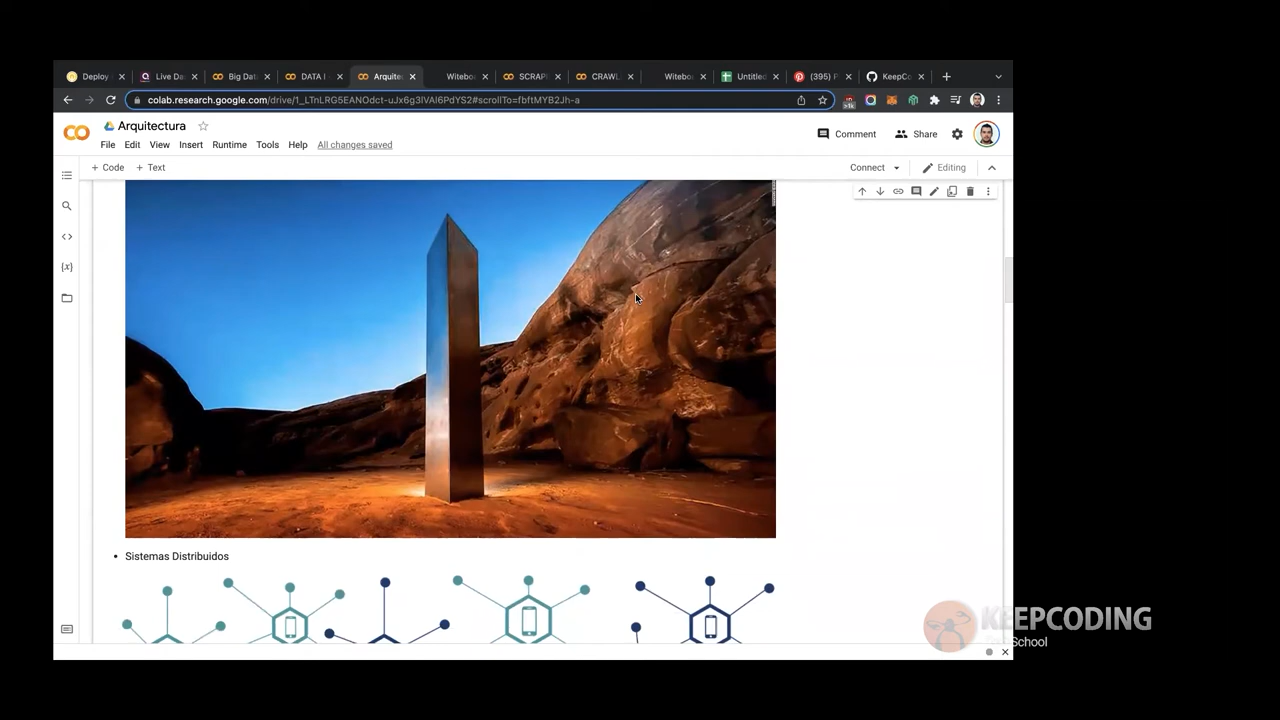 Deploy
Live Da
Big Dat
DATA I
Arquitec
Witebo
SCRAPI
CRAWL
Witebo
Untitled
(395) P
KeepCo
colab.research.google.com/drive/1_LTnLRG5EANOdct-uJx6g3lVAl6PdYS2#scrollTo=fbftMYB2Jh-a
CO
Arquitectura
Comment
Share
File Edit View Insert Runtime Tools Help All changes saved
+ Code + Text
Connect
Editing
Sistemas Distribuidos
KEEPCODING
School